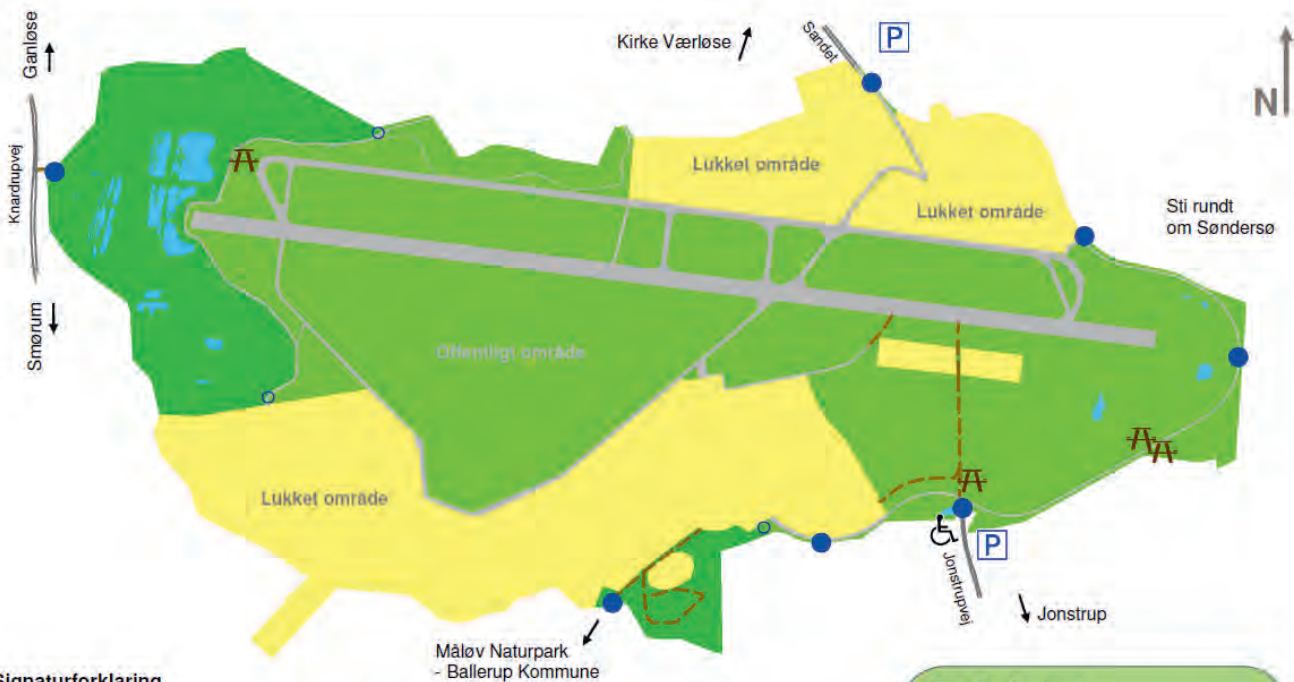 Ganløse
Kirke Værløse
Sandet
P
N
Knardrupvej
Lukket område
Lukket område
Sti rundt
om Søndersø
Smørum
Offentligt område
Lukket område
P
Jonstrupvej
Jonstrup
Måløv Naturpark
- Ballerup Kommune
Signaturforklaring